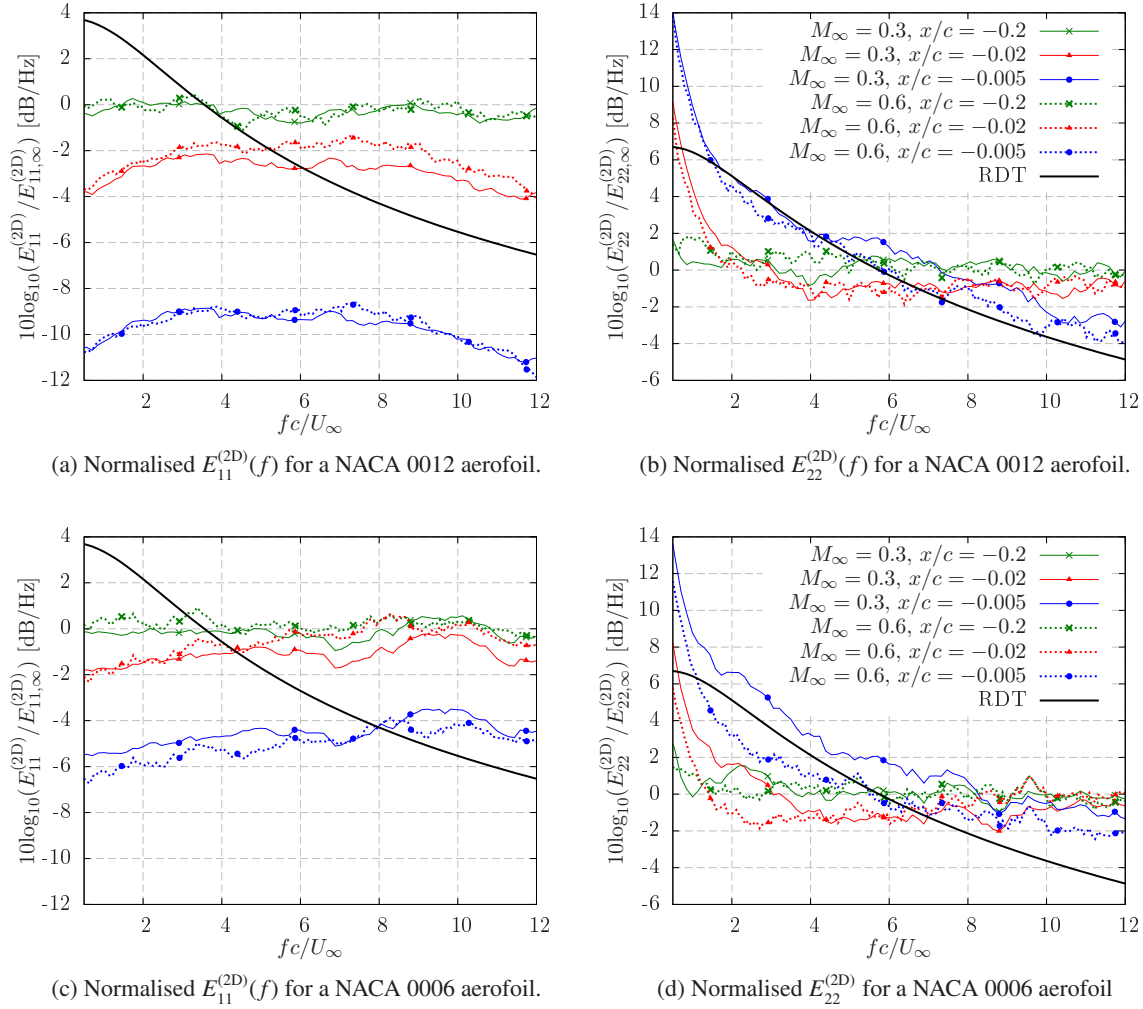 4
2
0
-2
-4
-6
-8
-10
-12
10log₁₀(E₁₁^(2D)/E₁₁,∞^(2D)) [dB/Hz]
2 4 6 8 10 12
fc/U∞
(a) Normalised E₁₁^(2D)(f) for a NACA 0012 aerofoil.
14
12
10
8
6
4
2
0
-2
-4
-6
10log₁₀(E₂₂^(2D)/E₂₂,∞^(2D)) [dB/Hz]
M∞ = 0.3, x/c = −0.2
M∞ = 0.3, x/c = −0.02
M∞ = 0.3, x/c = −0.005
M∞ = 0.6, x/c = −0.2
M∞ = 0.6, x/c = −0.02
M∞ = 0.6, x/c = −0.005
RDT
2 4 6 8 10 12
fc/U∞
(b) Normalised E₂₂^(2D)(f) for a NACA 0012 aerofoil.
4
2
0
-2
-4
-6
-8
-10
-12
10log₁₀(E₁₁^(2D)/E₁₁,∞^(2D)) [dB/Hz]
2 4 6 8 10 12
fc/U∞
(c) Normalised E₁₁^(2D)(f) for a NACA 0006 aerofoil.
14
12
10
8
6
4
2
0
-2
-4
-6
10log₁₀(E₂₂^(2D)/E₂₂,∞^(2D)) [dB/Hz]
M∞ = 0.3, x/c = −0.2
M∞ = 0.3, x/c = −0.02
M∞ = 0.3, x/c = −0.005
M∞ = 0.6, x/c = −0.2
M∞ = 0.6, x/c = −0.02
M∞ = 0.6, x/c = −0.005
RDT
2 4 6 8 10 12
fc/U∞
(d) Normalised E₂₂^(2D) for a NACA 0006 aerofoil